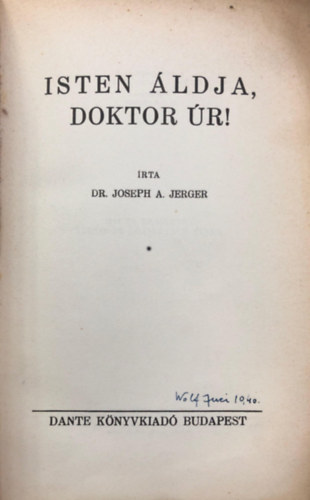 ISTEN ÁLDJA,
DOKTOR ÚR!
ÍRTA
DR. JOSEPH A. JERGER
*
Wolf Juci 1940.
DANTE KÖNYVKIADÓ BUDAPEST